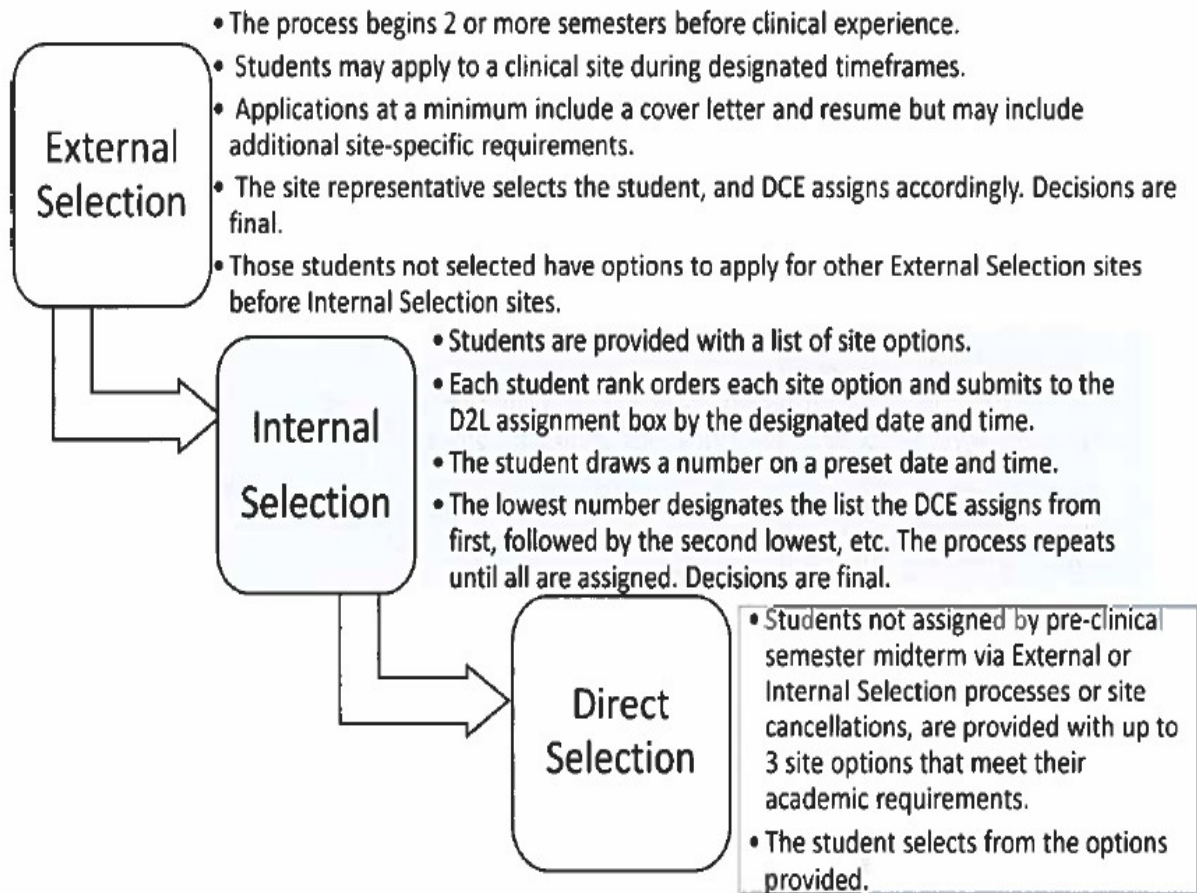 • The process begins 2 or more semesters before clinical experience.
• Students may apply to a clinical site during designated timeframes.
• Applications at a minimum include a cover letter and resume but may include
additional site-specific requirements.
• The site representative selects the student, and DCE assigns accordingly. Decisions are
final.
• Those students not selected have options to apply for other External Selection sites
before Internal Selection sites.
External
Selection
• Students are provided with a list of site options.
• Each student rank orders each site option and submits to the
D2L assignment box by the designated date and time.
• The student draws a number on a preset date and time.
• The lowest number designates the list the DCE assigns from
first, followed by the second lowest, etc. The process repeats
until all are assigned. Decisions are final.
Internal
Selection
• Students not assigned by pre-clinical
semester midterm via External or
Internal Selection processes or site
cancellations, are provided with up to
3 site options that meet their
academic requirements.
• The student selects from the options
provided.
Direct
Selection